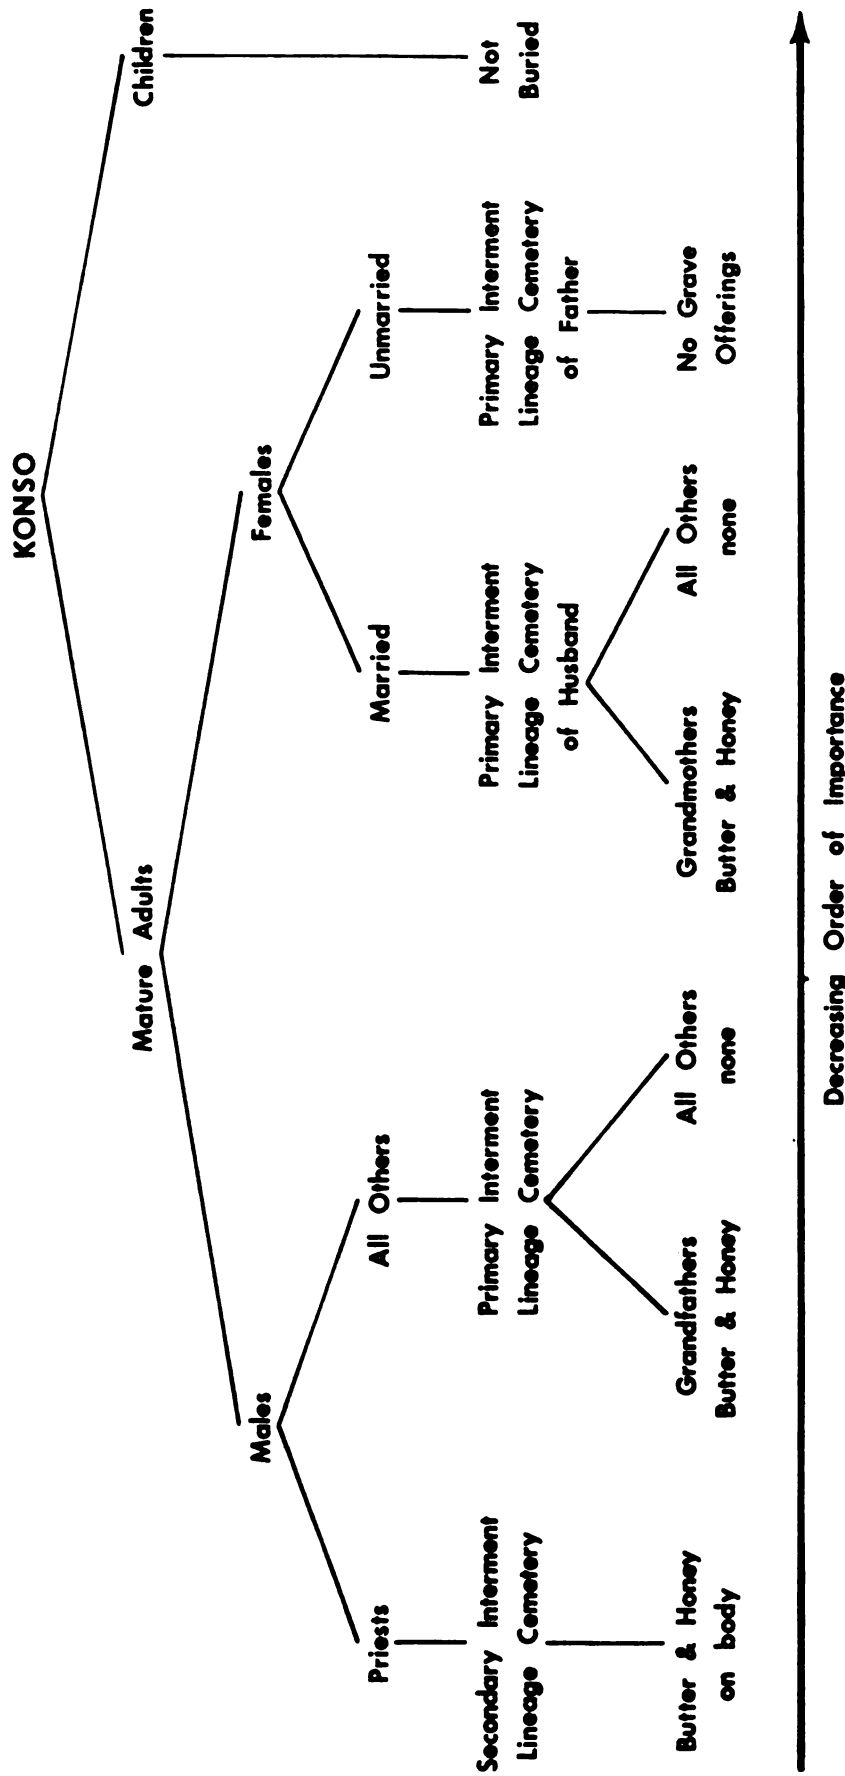 KONSO
Mature Adults
Children
Males
Females
Priests
All Others
Married
Unmarried
Secondary Interment
Lineage Cemetery
Primary Interment
Lineage Cemetery
Primary Interment
Lineage Cemetery
of Husband
Primary Interment
Lineage Cemetery
of Father
Not
Buried
Butter & Honey
on body
Grandfathers
Butter & Honey
All Others
none
Grandmothers
Butter & Honey
All Others
none
No Grave
Offerings
Decreasing Order of Importance